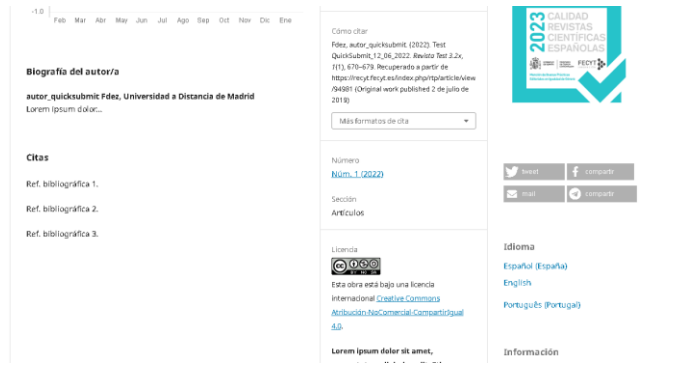 -1.0
Feb Mar Abr May Jun Jul Ago Sep Oct Nov Dic Ene
Biografía del autor/a
autor_quicksubmit Fdez, Universidad a Distancia de Madrid
Lorem ipsum dolor...
Citas
Ref. bibliográfica 1.
Ref. bibliográfica 2.
Ref. bibliográfica 3.
Cómo citar
Fdez, autor_quicksubmit. (2022). Test
QuickSubmit_12_06_2022. Revista Test 3.2x,
1(1), 670–679. Recuperado a partir de
https://recyt.fecyt.es/index.php/rtp/article/view
/94981 (Original work published 2 de julio de
2019)
Más formatos de cita
Número
Núm. 1 (2022)
Sección
Artículos
Licencia
cc
BY NC SA
Esta obra está bajo una licencia
internacional Creative Commons
Atribución-NoComercial-CompartirIgual
4.0.
Lorem ipsum dolor sit amet,
2023 CALIDAD
REVISTAS
CIENTÍFICAS
ESPAÑOLAS
FECYT
tweet
compartir
mail
compartir
Idioma
Español (España)
English
Português (Portugal)
Información